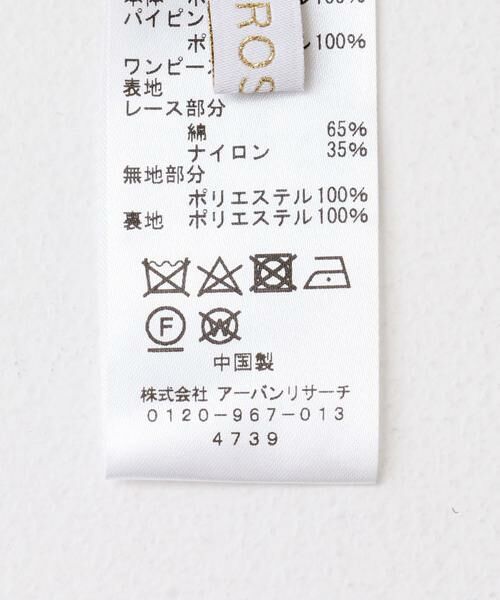 パイピン
ROS
ポ ル100%
ワンピー
表地
レース部分
綿 65%
ナイロン 35%
無地部分
ポリエステル100%
裏地 ポリエステル100%
F
W
中国製
株式会社 アーバンリサーチ
0120-967-013
4739